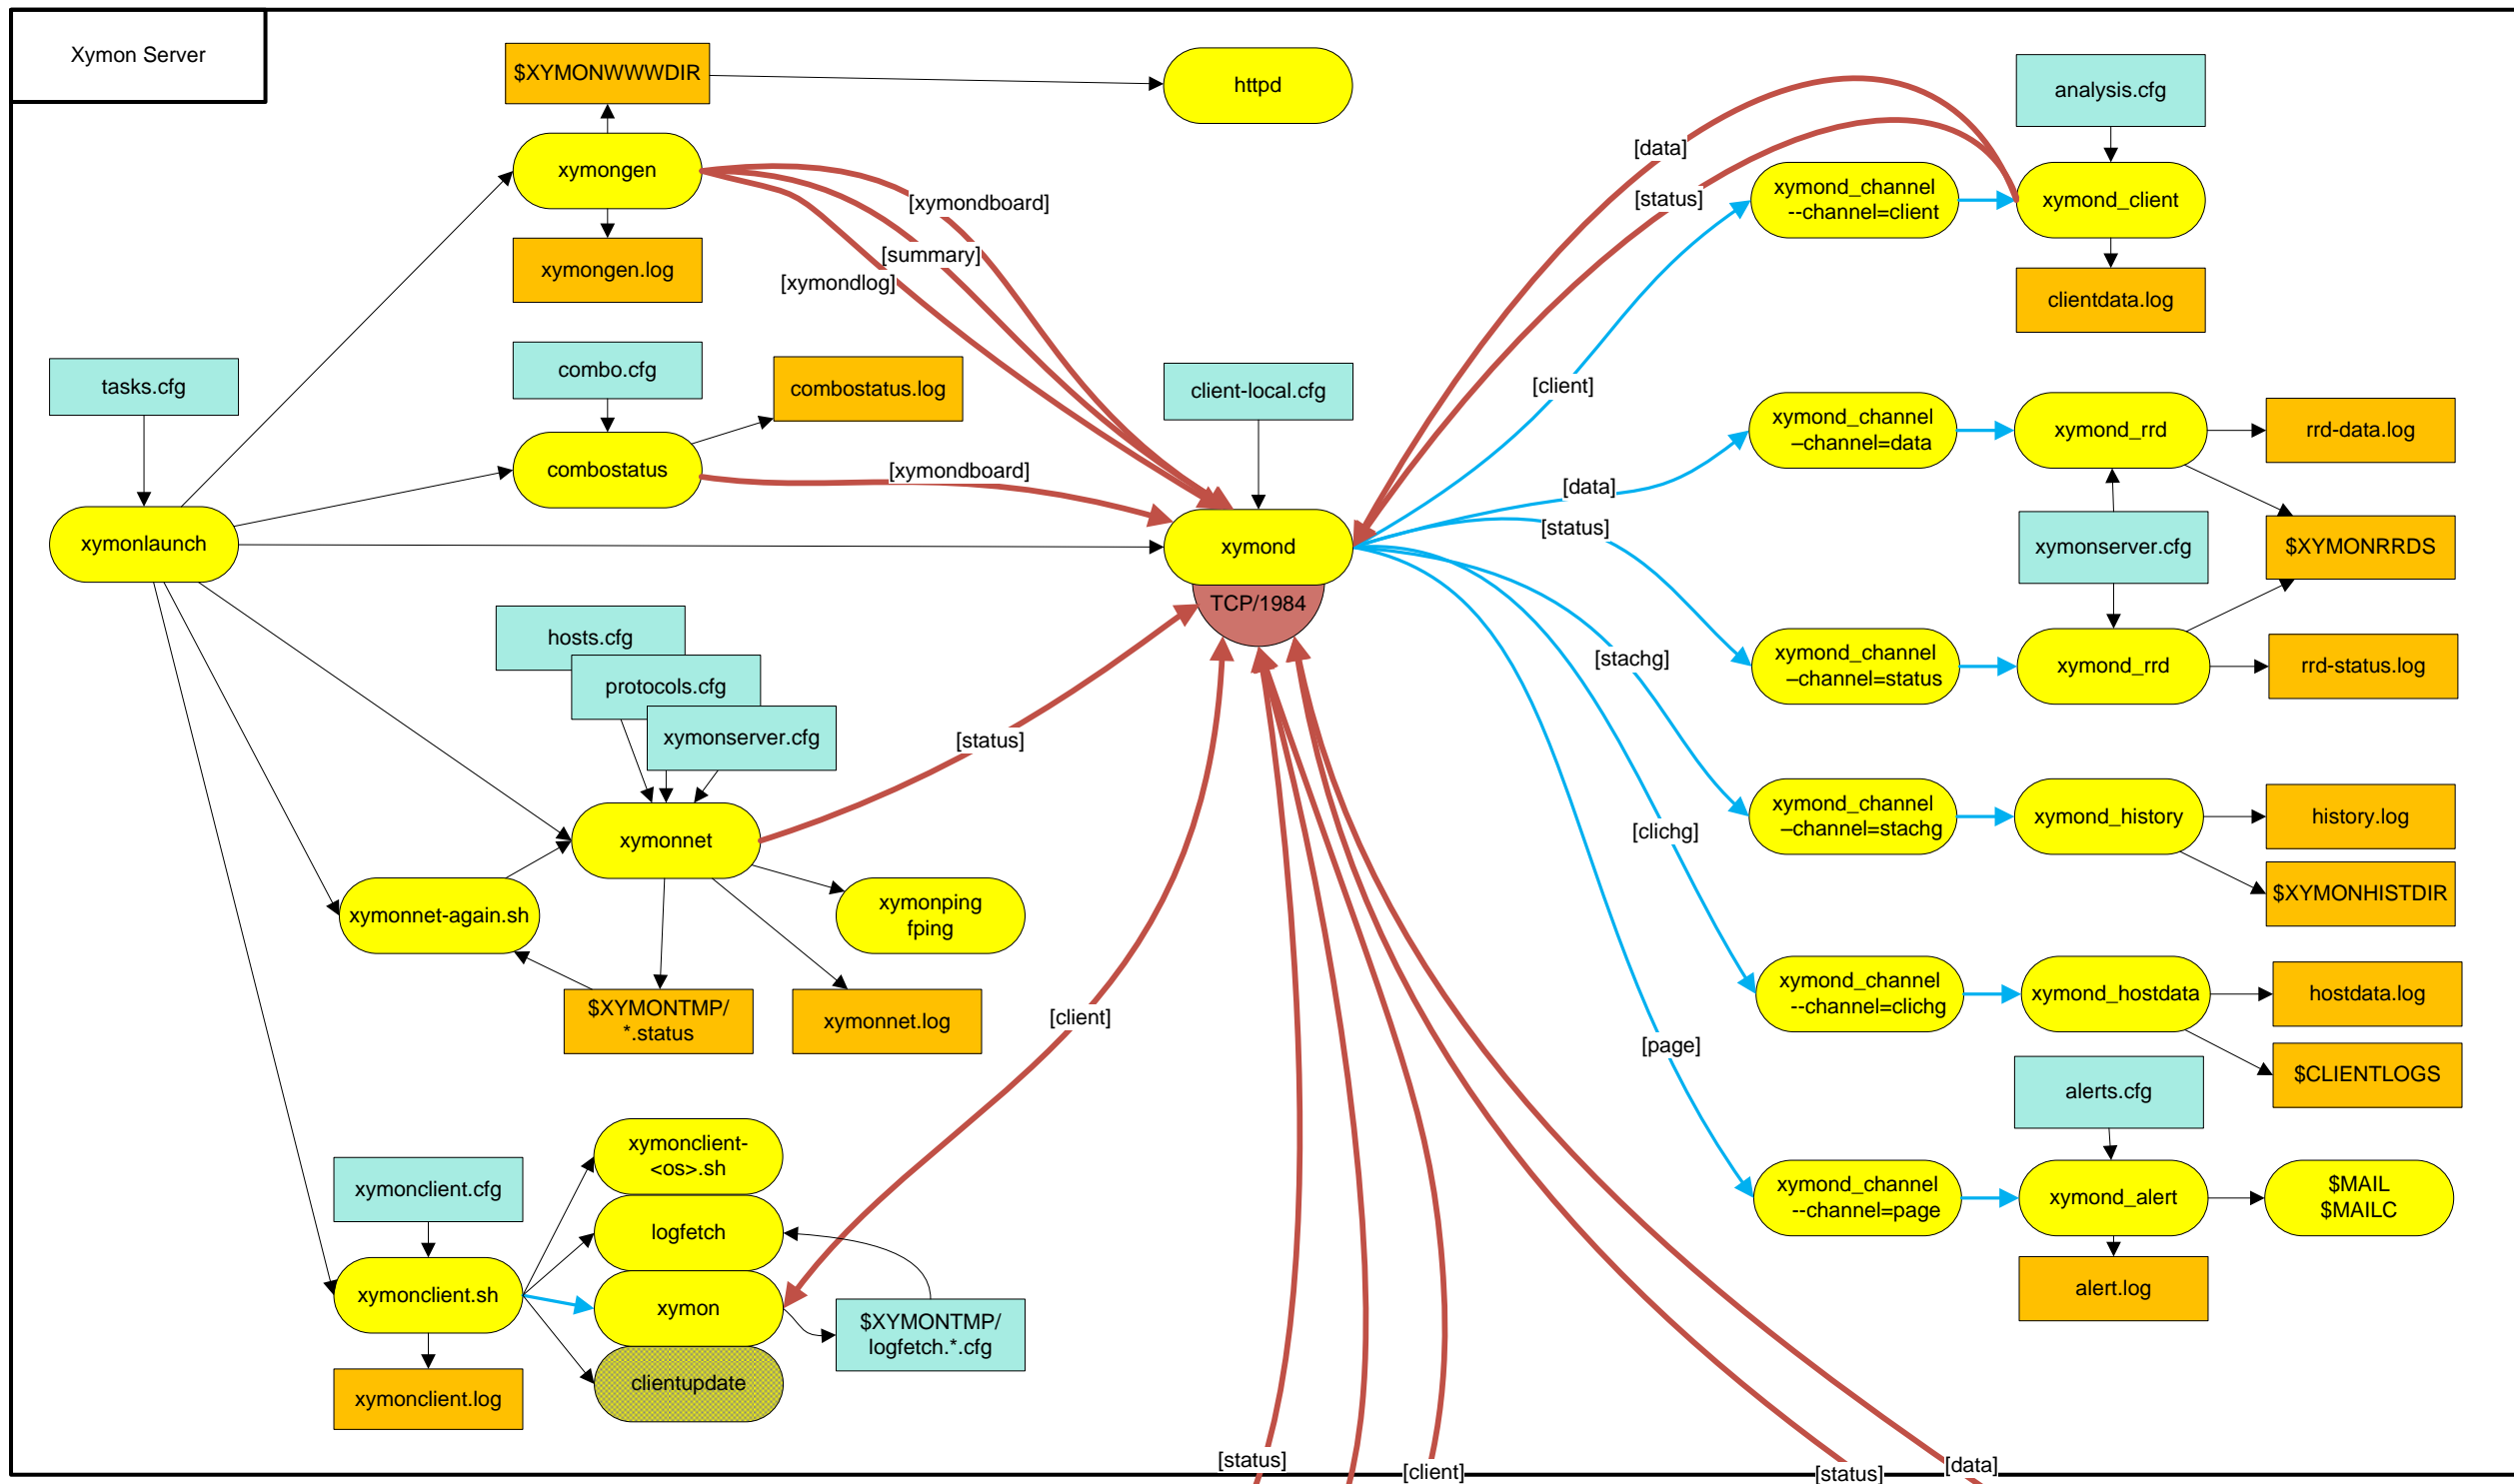 Xymon Server
$XYMONWWWDIR
httpd
analysis.cfg
xymongen
[data]
[status]
xymond_channel
--channel=client
xymond_client
[xymondboard]
[summary]
[xymondlog]
xymongen.log
clientdata.log
tasks.cfg
combo.cfg
combostatus.log
client-local.cfg
[client]
combostatus
[xymondboard]
xymond_channel
–channel=data
xymond_rrd
rrd-data.log
[data]
[status]
xymonlaunch
xymond
TCP/1984
xymonserver.cfg
$XYMONRRDS
hosts.cfg
protocols.cfg
xymonserver.cfg
[status]
[stachg]
xymond_channel
–channel=status
xymond_rrd
rrd-status.log
xymonnet
[clichg]
xymond_channel
–channel=stachg
xymond_history
history.log
$XYMONHISTDIR
xymonnet-again.sh
xymonping
fping
$XYMONTMP/
*.status
xymonnet.log
[client]
[page]
xymond_channel
--channel=clichg
xymond_hostdata
hostdata.log
$CLIENTLOGS
alerts.cfg
xymonclient.cfg
xymonclient-
<os>.sh
logfetch
xymond_channel
--channel=page
xymond_alert
$MAIL
$MAILC
alert.log
xymonclient.sh
xymon
$XYMONTMP/
logfetch.*.cfg
clientupdate
xymonclient.log
[status]
[client]
[status]
[data]